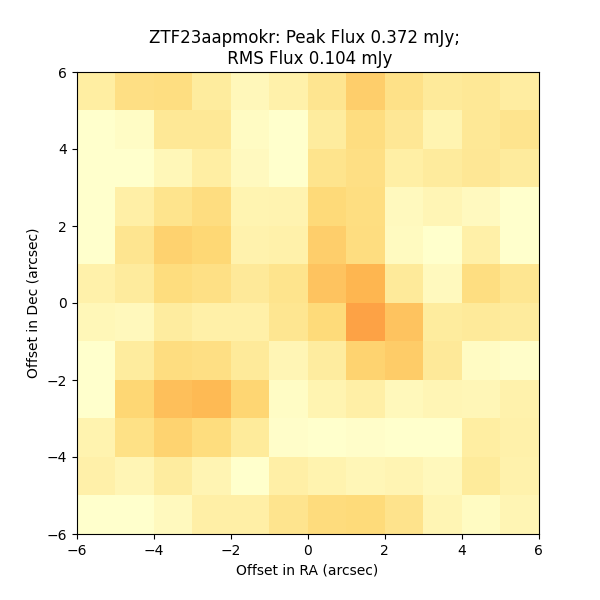 ZTF23aapmokr: Peak Flux 0.372 mJy;
RMS Flux 0.104 mJy
6
4
2
0
−2
−4
−6
Offset in Dec (arcsec)
−6 −4 −2 0 2 4 6
Offset in RA (arcsec)